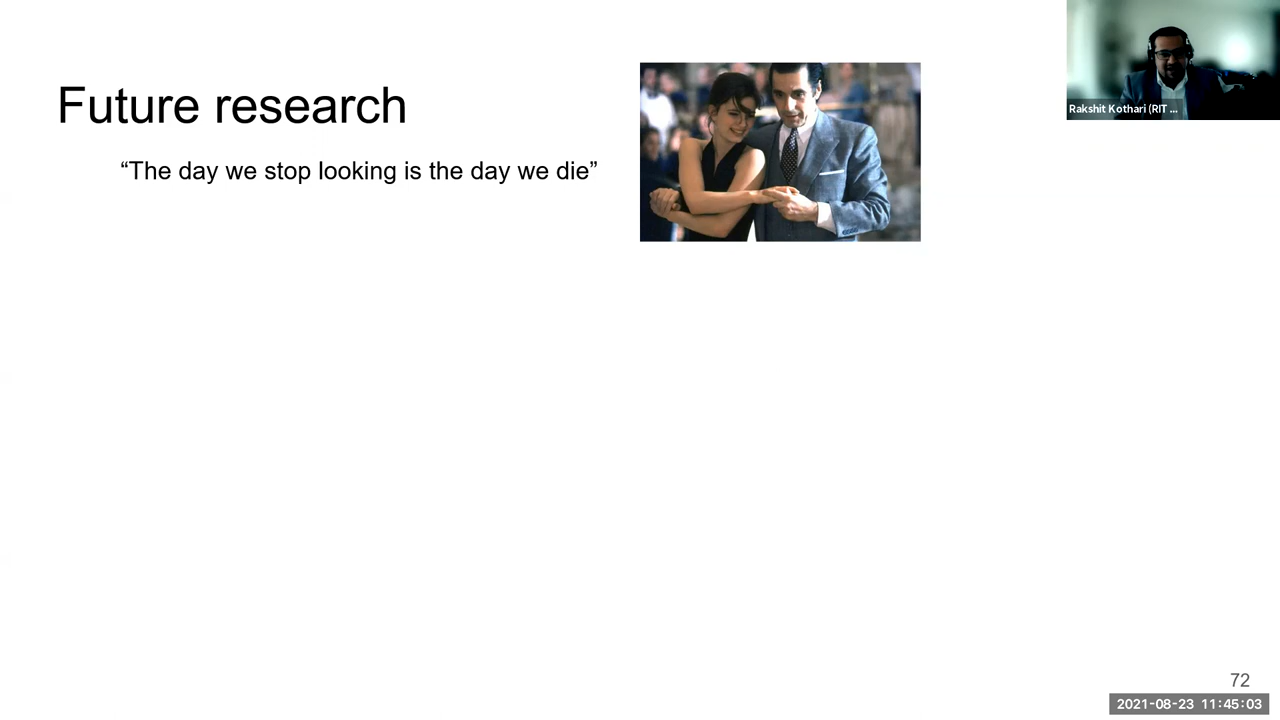 Future research
“The day we stop looking is the day we die”
Rakshit Kothari (RIT ...
72
2021-08-23 11:45:03